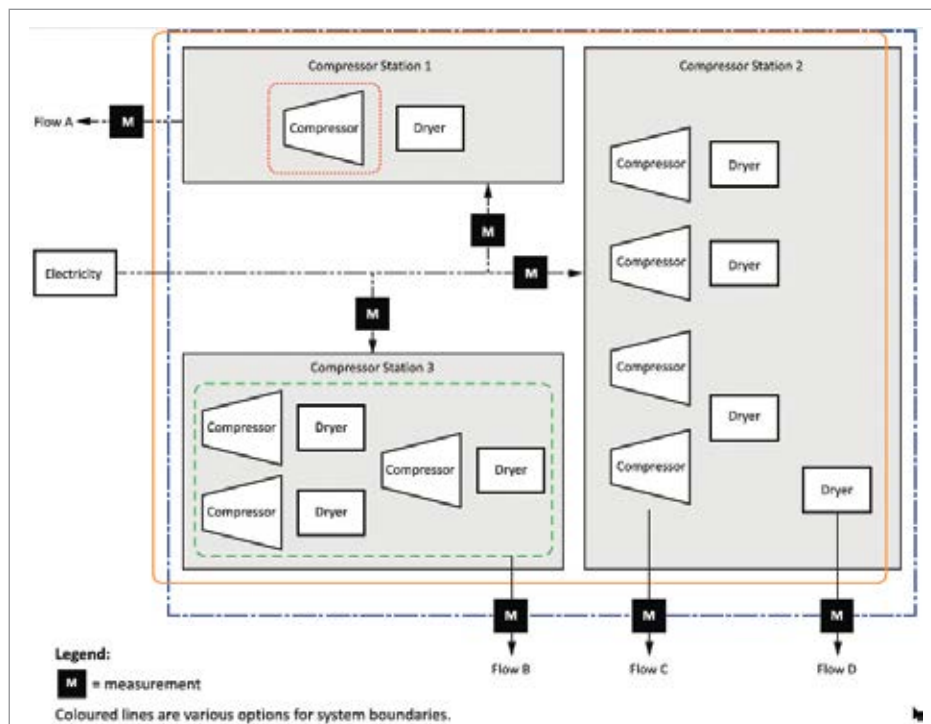 Compressor Station 1
Compressor
Dryer
M
Flow A
M
Electricity
M
M
Compressor Station 2
Compressor
Dryer
Compressor
Dryer
Compressor
Dryer
Compressor
Dryer
Compressor Station 3
Compressor
Dryer
Compressor
Dryer
Compressor
Dryer
M
M
M
Flow B
Flow C
Flow D
Legend:
M = measurement
Coloured lines are various options for system boundaries.